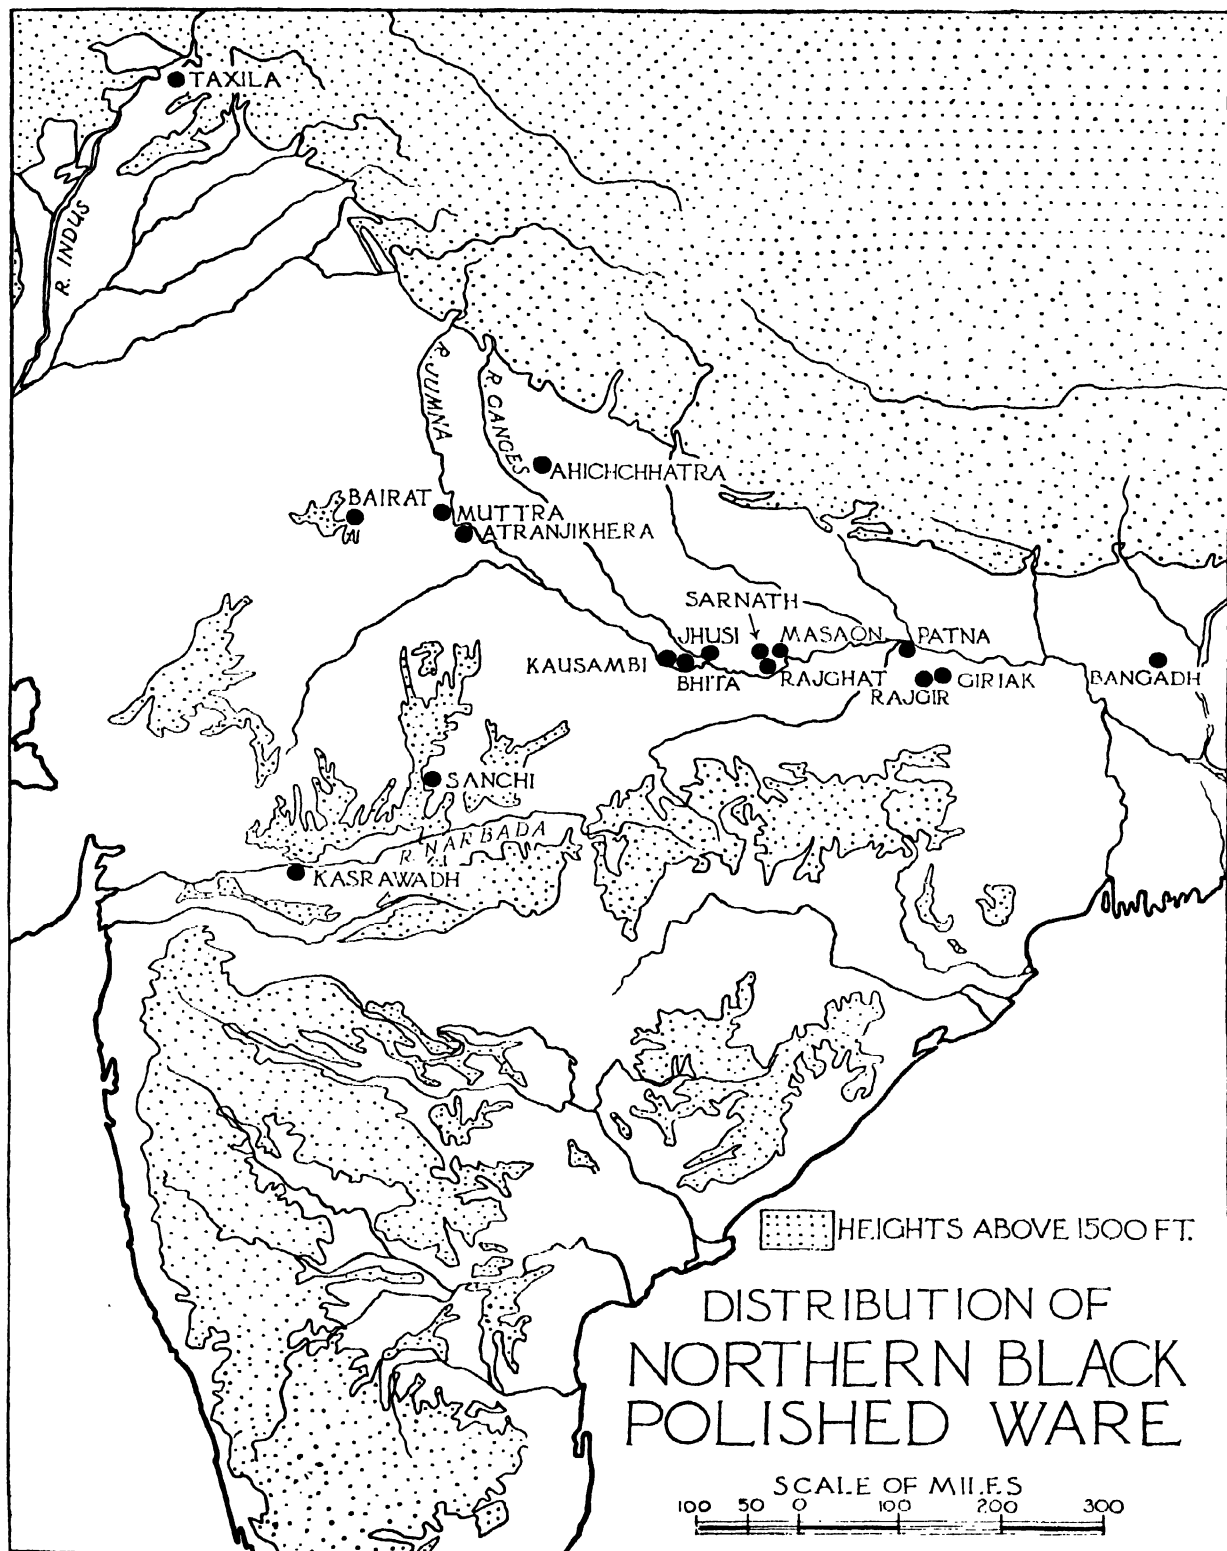 TAXILA
R. INDUS
R. JUMNA
R. GANGES
AHICHCHHATRA
BAIRAT
MUTTRA
ATRANJIKHERA
SARNATH
JHUSI
MASAON
PATNA
KAUSAMBI
BHITA
RAJGHAT
RAJGIR
GIRIAK
BANGADH
SANCHI
R. NARBADA
KASRAWADH
HEIGHTS ABOVE 1500 FT.
DISTRIBUTION OF
NORTHERN BLACK
POLISHED WARE
SCALE OF MILES
100 50 0 100 200 300